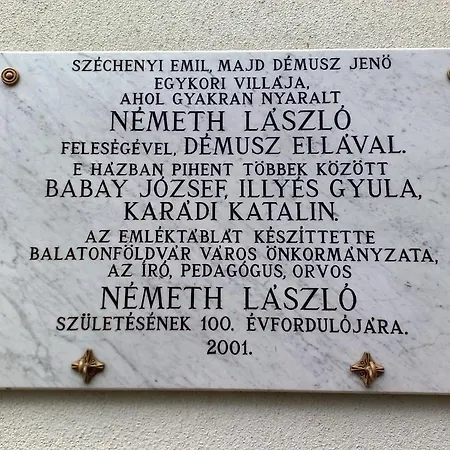 SZÉCHENYI EMIL, MAJD DÉMUSZ JENŐ
EGYKORI VILLÁJA,
AHOL GYAKRAN NYARALT
NÉMETH LÁSZLÓ
FELESÉGÉVEL, DÉMUSZ ELLÁVAL.
E HÁZBAN PIHENT TÖBBEK KÖZÖTT
BABAY JÓZSEF, ILLYÉS GYULA,
KARÁDI KATALIN.
AZ EMLÉKTÁBLÁT KÉSZÍTTETTE
BALATONFÖLDVÁR VÁROS ÖNKORMÁNYZATA,
AZ ÍRÓ, PEDAGÓGUS, ORVOS
NÉMETH LÁSZLÓ
SZÜLETÉSÉNEK 100. ÉVFORDULÓJÁRA.
2001.